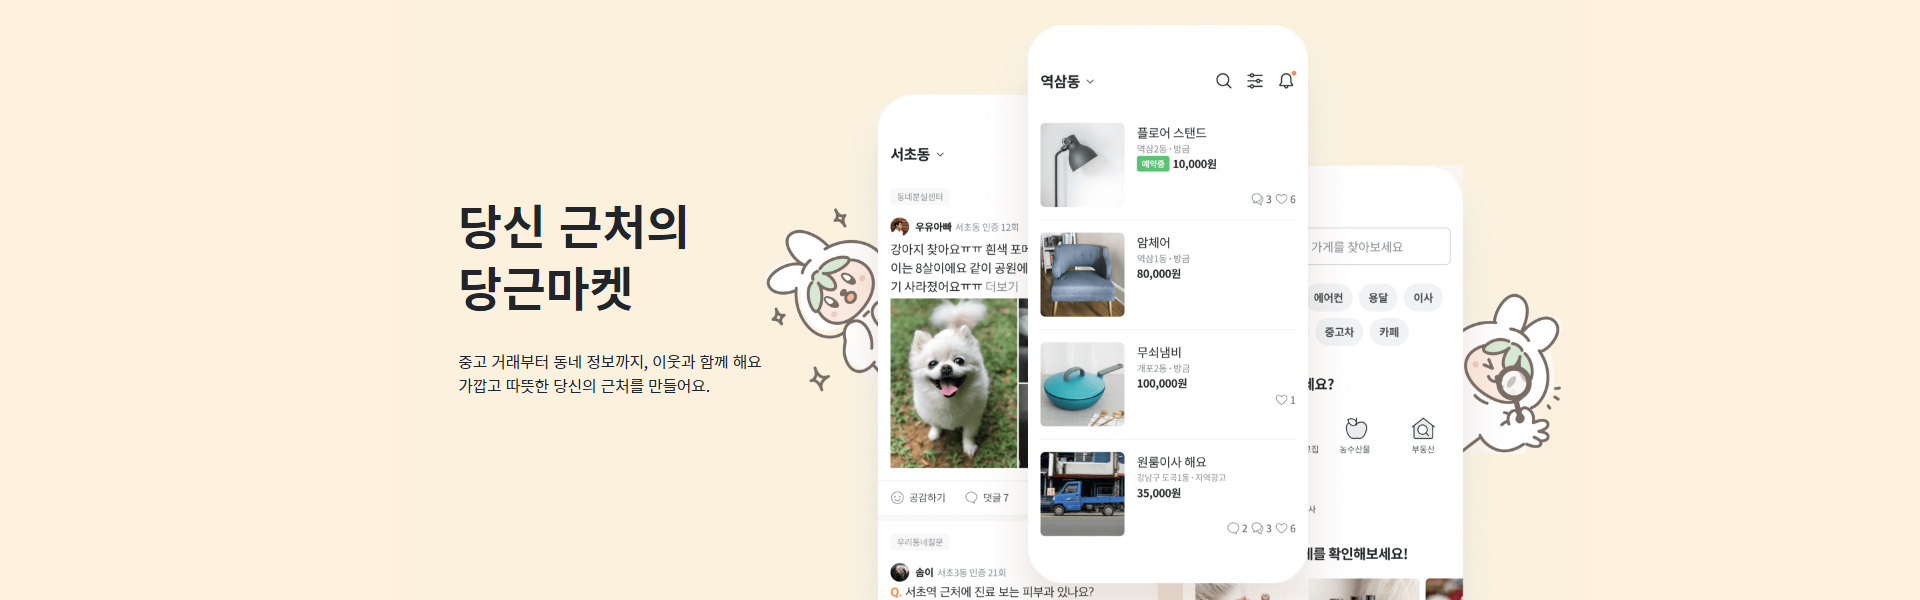 당신 근처의
당근마켓
중고 거래부터 동네 정보까지, 이웃과 함께 해요
가깝고 따뜻한 당신의 근처를 만들어요.
서초동
동네분실센터
우유아빠 서초동 인증 12회
강아지 찾아요ㅠㅠ 흰색 포메
이는 8살이에요 같이 공원에
기 사라졌어요ㅠㅠ 더보기
공감하기 댓글 7
우리동네질문
솜이 서초3동 인증 21회
Q. 서초역 근처에 진료 보는 피부과 있나요?
역삼동
플로어 스탠드
역삼2동 · 방금
예약중 10,000원
3 6
암체어
역삼1동 · 방금
80,000원
무쇠냄비
개포2동 · 방금
100,000원
1
원룸이사 해요
강남구 도곡1동 · 지역광고
35,000원
2 3 6
가게를 찾아보세요
에어컨 용달 이사
중고차 카페
요?
농수산물 부동산
사
를 확인해보세요!